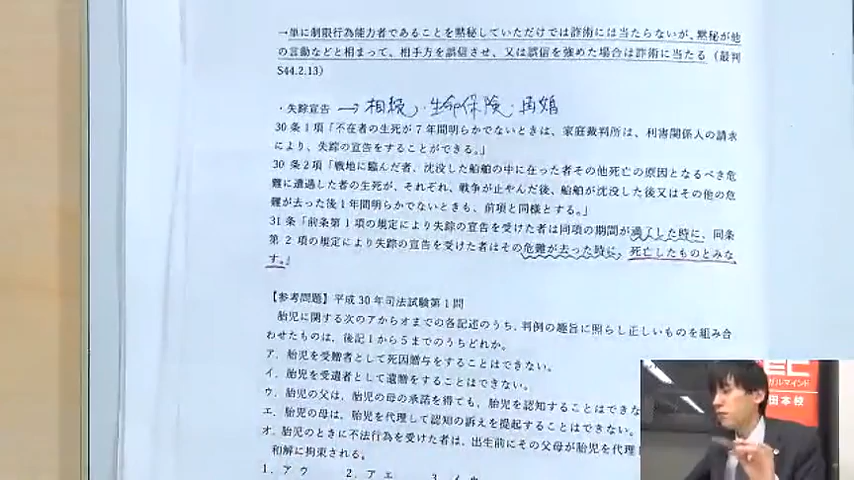 →単に制限行為能力者であることを黙秘していただけでは詐術には当たらないが、黙秘が他
の言動などと相まって、相手方を誤信させ、又は誤信を強めた場合は詐術に当たる（最判
S44.2.13）
・失踪宣告 → 相続・生命保険・再婚
30条1項「不在者の生死が7年間明らかでないときは、家庭裁判所は、利害関係人の請求
により、失踪の宣告をすることができる。」
30条2項「戦地に臨んだ者、沈没した船舶の中に在った者その他死亡の原因となるべき危
難に遭遇した者の生死が、それぞれ、戦争が止やんだ後、船舶が沈没した後又はその他の危
難が去った後1年間明らかでないときも、前項と同様とする。」
31条「前条第1項の規定により失踪の宣告を受けた者は同項の期間が満了した時に、同条
第2項の規定により失踪の宣告を受けた者はその危難が去った時に、死亡したものとみな
す。」
【参考問題】平成30年司法試験第1問
胎児に関する次のアからオまでの各記述のうち、判例の趣旨に照らし正しいものを組み合
わせたものは、後記1から5までのうちどれか。
ア．胎児を受贈者として死因贈与をすることはできない。
イ．胎児を受遺者として遺贈をすることはできない。
ウ．胎児の父は、胎児の母の承諾を得ても、胎児を認知することはできな
エ．胎児の母は、胎児を代理して認知の訴えを提起することはできない。
オ．胎児のときに不法行為を受けた者は、出生前にその父母が胎児を代理
和解に拘束される。
1．アウ 2．アエ 3．イ
ガルマインド
田本校